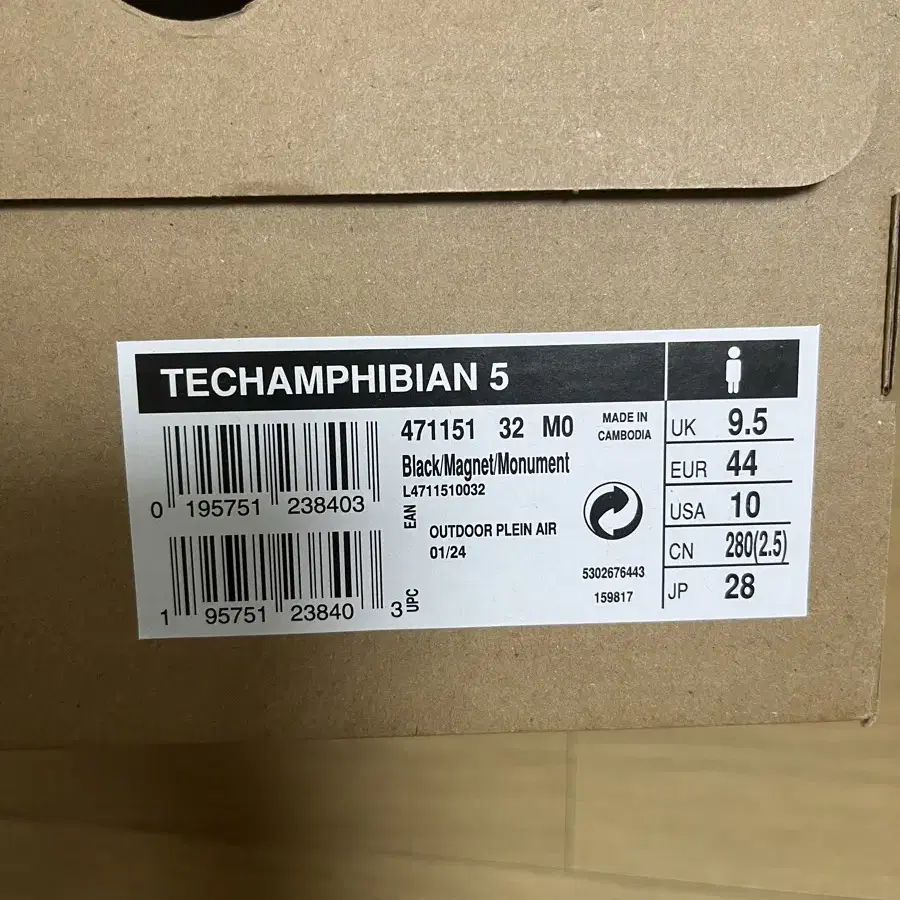 TECHAMPHIBIAN 5
0 195751 238403
EAN
1 95751 23840 3
UPC
471151 32 M0
Black/Magnet/Monument
L4711510032
OUTDOOR PLEIN AIR
01/24
MADE IN
CAMBODIA
5302676443
159817
UK 9.5
EUR 44
USA 10
CN 280(2.5)
JP 28